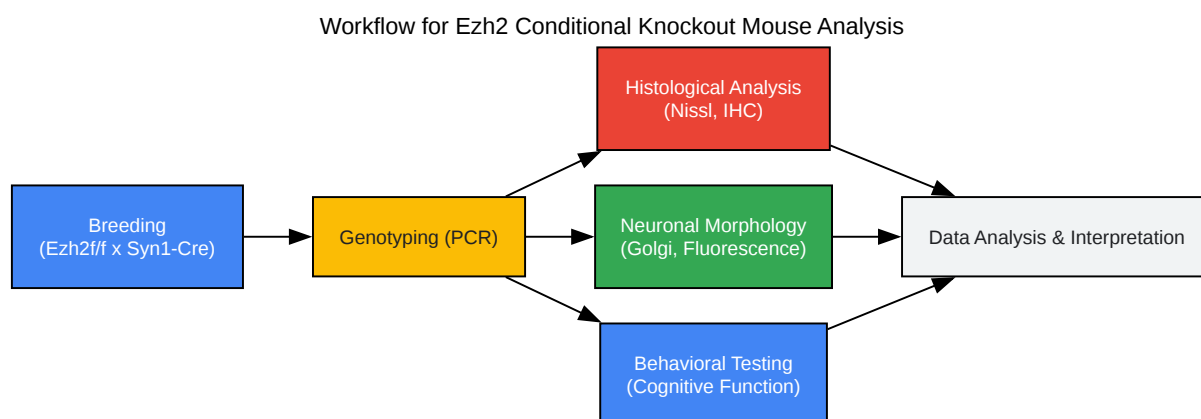 Workflow for Ezh2 Conditional Knockout Mouse Analysis
Breeding
(Ezh2f/f x Syn1-Cre)
Genotyping (PCR)
Histological Analysis
(Nissl, IHC)
Neuronal Morphology
(Golgi, Fluorescence)
Behavioral Testing
(Cognitive Function)
Data Analysis & Interpretation